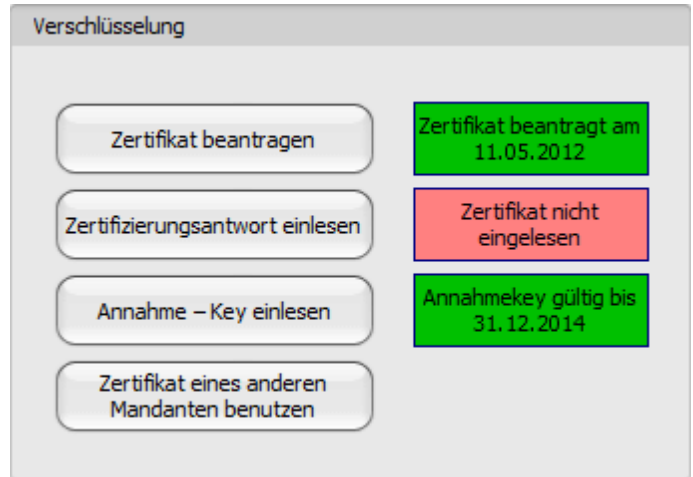 Verschlüsselung
Zertifikat beantragen
Zertifikat beantragt am
11.05.2012
Zertifizierungsantwort einlesen
Zertifikat nicht
eingelesen
Annahme – Key einlesen
Annahmekey gültig bis
31.12.2014
Zertifikat eines anderen
Mandanten benutzen